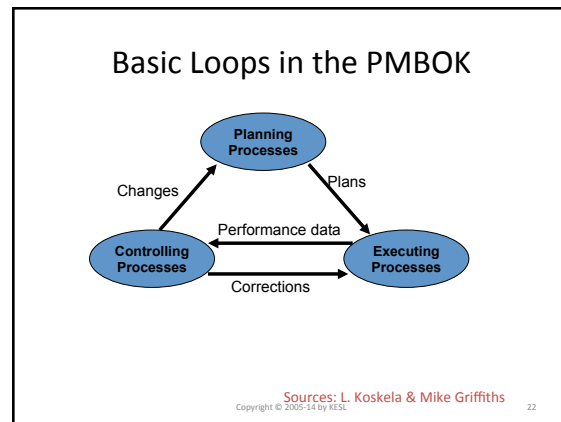 Basic Loops in the PMBOK
Planning
Processes
Changes
Plans
Performance data
Controlling
Processes
Executing
Processes
Corrections
Sources: L. Koskela & Mike Griffiths
Copyright © 2005-14 by KESL
22